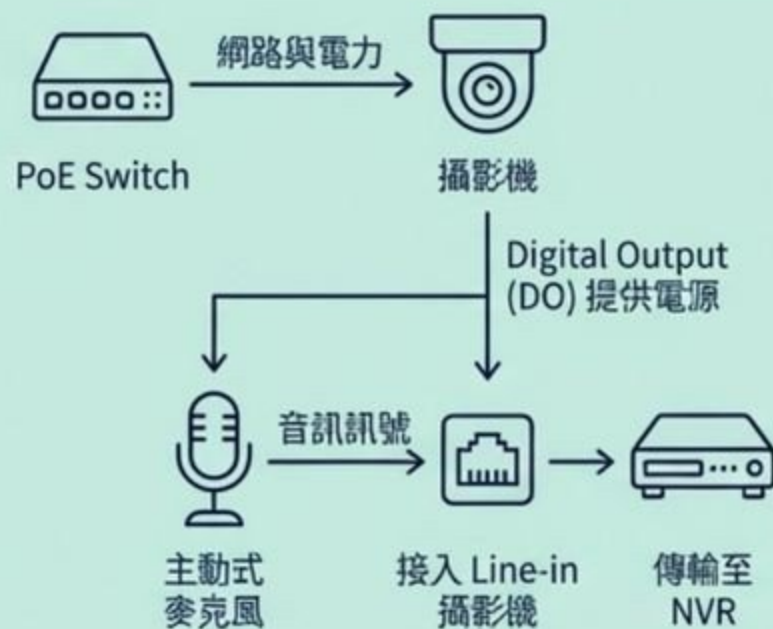 網路與電力
PoE Switch
攝影機
Digital Output
(DO) 提供電源
音訊訊號
主動式
麥克風
接入 Line-in
攝影機
傳輸至
NVR